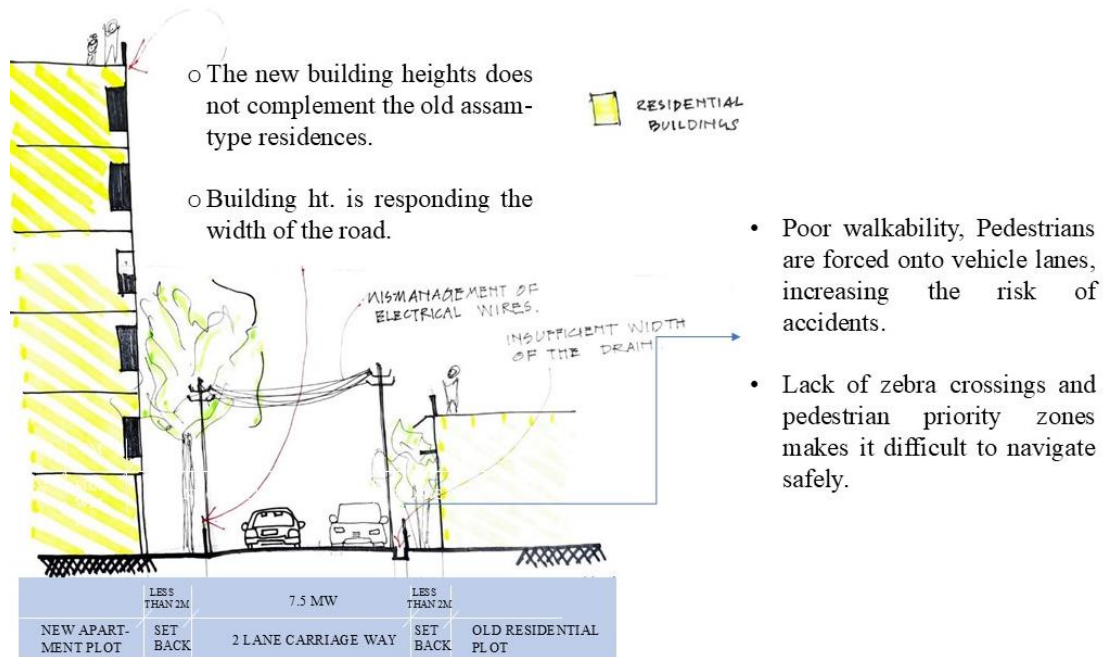 o The new building heights does
not complement the old assam-
type residences.
o Building ht. is responding the
width of the road.
RESIDENTIAL
BUILDINGS
MISMANAGEMENT OF
ELECTRICAL WIRES.
INSUFFICIENT WIDTH
OF THE DRAIN.
• Poor walkability, Pedestrians
are forced onto vehicle lanes,
increasing the risk of
accidents.
• Lack of zebra crossings and
pedestrian priority zones
makes it difficult to navigate
safely.
LESS
THAN 2M
7.5 MW
LESS
THAN 2M
NEW APART-
MENT PLOT
SET
BACK
2 LANE CARRIAGE WAY
SET
BACK
OLD RESIDENTIAL
PLOT